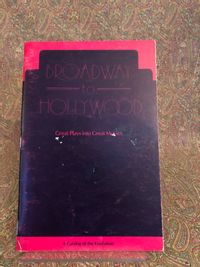 BROADWAY
to
HOLLYWOOD
Great Plays into Great Movies
A Catalog of the Exhibition